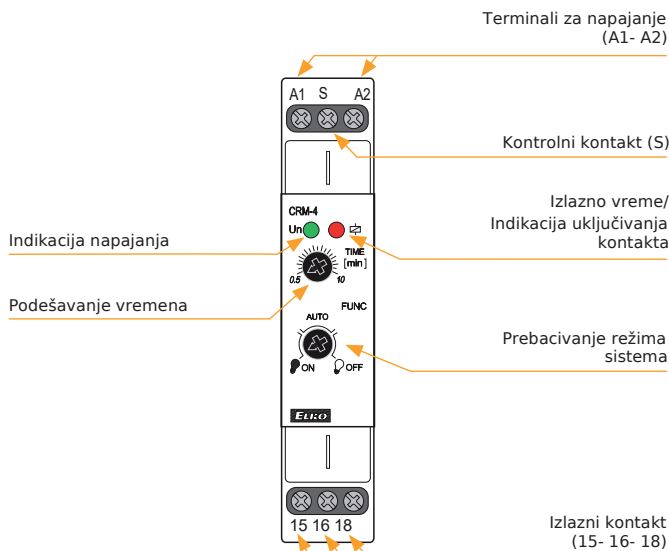 Terminali za napajanje
(A1- A2)
A1 S A2
Kontrolni kontakt (S)
Izlazno vreme/
Indikacija uključivanja
kontakta
CRM-4
Un
Indikacija napajanja
TIME
[min]
0.5 10
Podešavanje vremena
FUNC
AUTO
Prebacivanje režima
sistema
ON OFF
ELKO
15 16 18
Izlazni kontakt
(15- 16- 18)